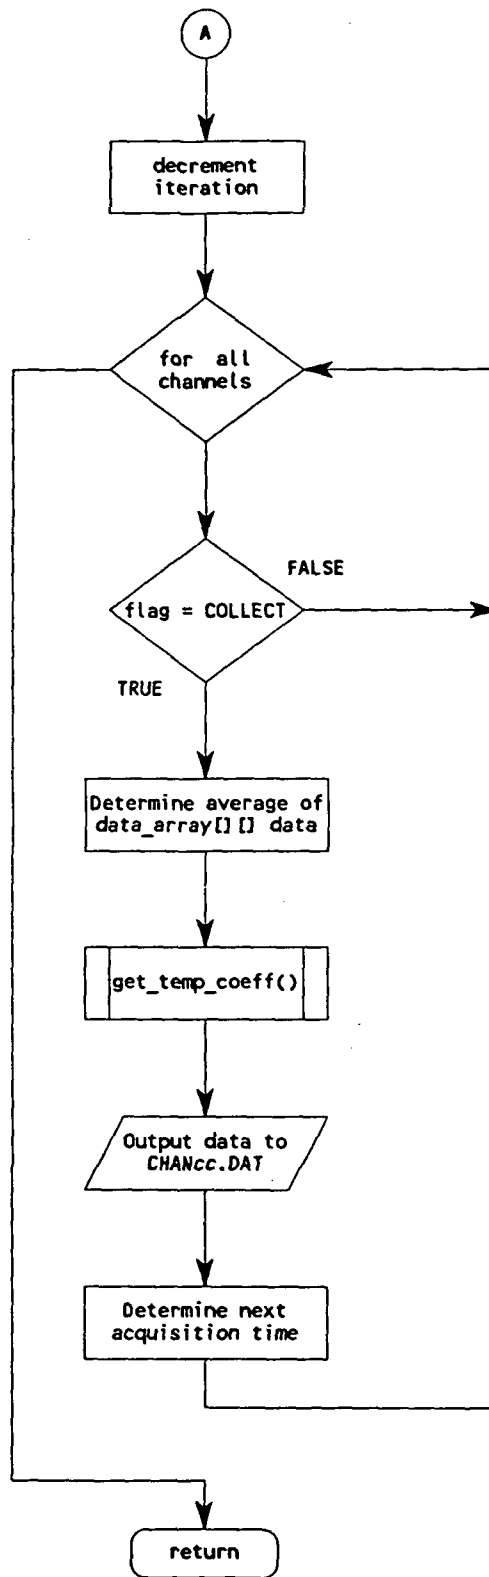 A
decrement
iteration
for all
channels
FALSE
flag = COLLECT
TRUE
Determine average of
data_array[][] data
get_temp_coeff()
Output data to
CHANcc.DAT
Determine next
acquisition time
return